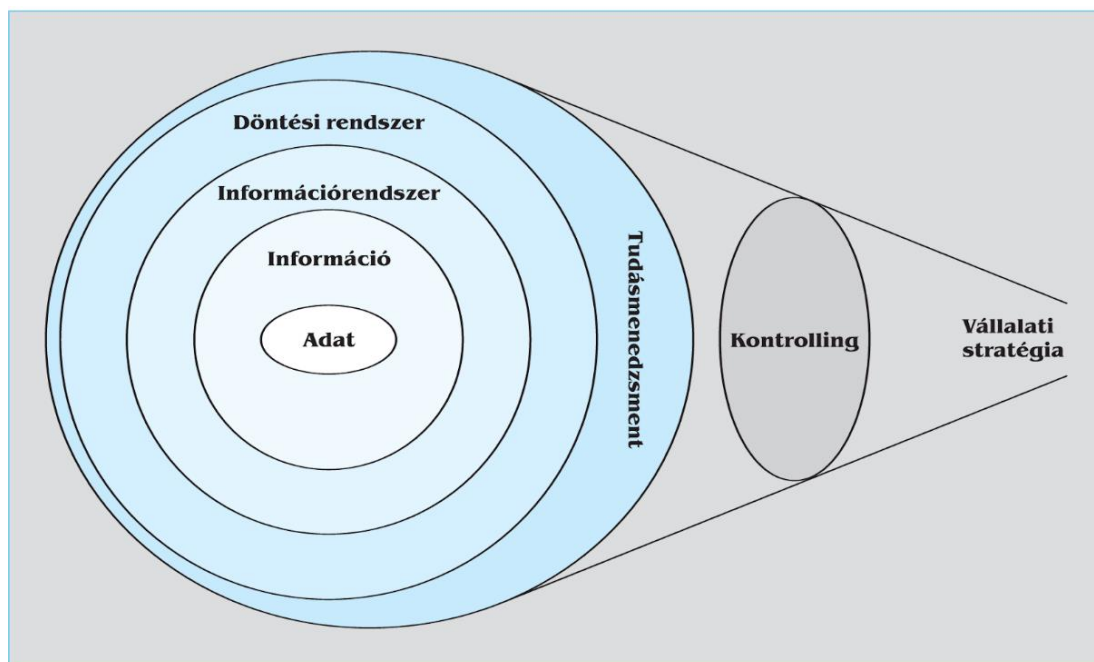 Döntési rendszer
Információrendszer
Információ
Adat
Tudásmenedzsment
Kontrolling
Vállalati
stratégia